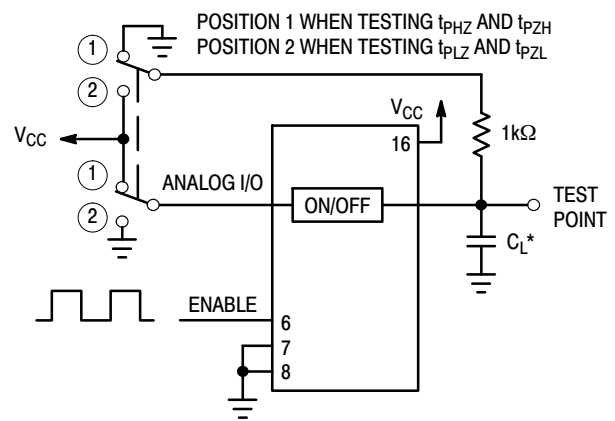 POSITION 1 WHEN TESTING tPHZ AND tPZH
POSITION 2 WHEN TESTING tPLZ AND tPZL
1
2
VCC
VCC
16
1kΩ
1
ANALOG I/O
ON/OFF
TEST
POINT
2
CL*
ENABLE
6
7
8